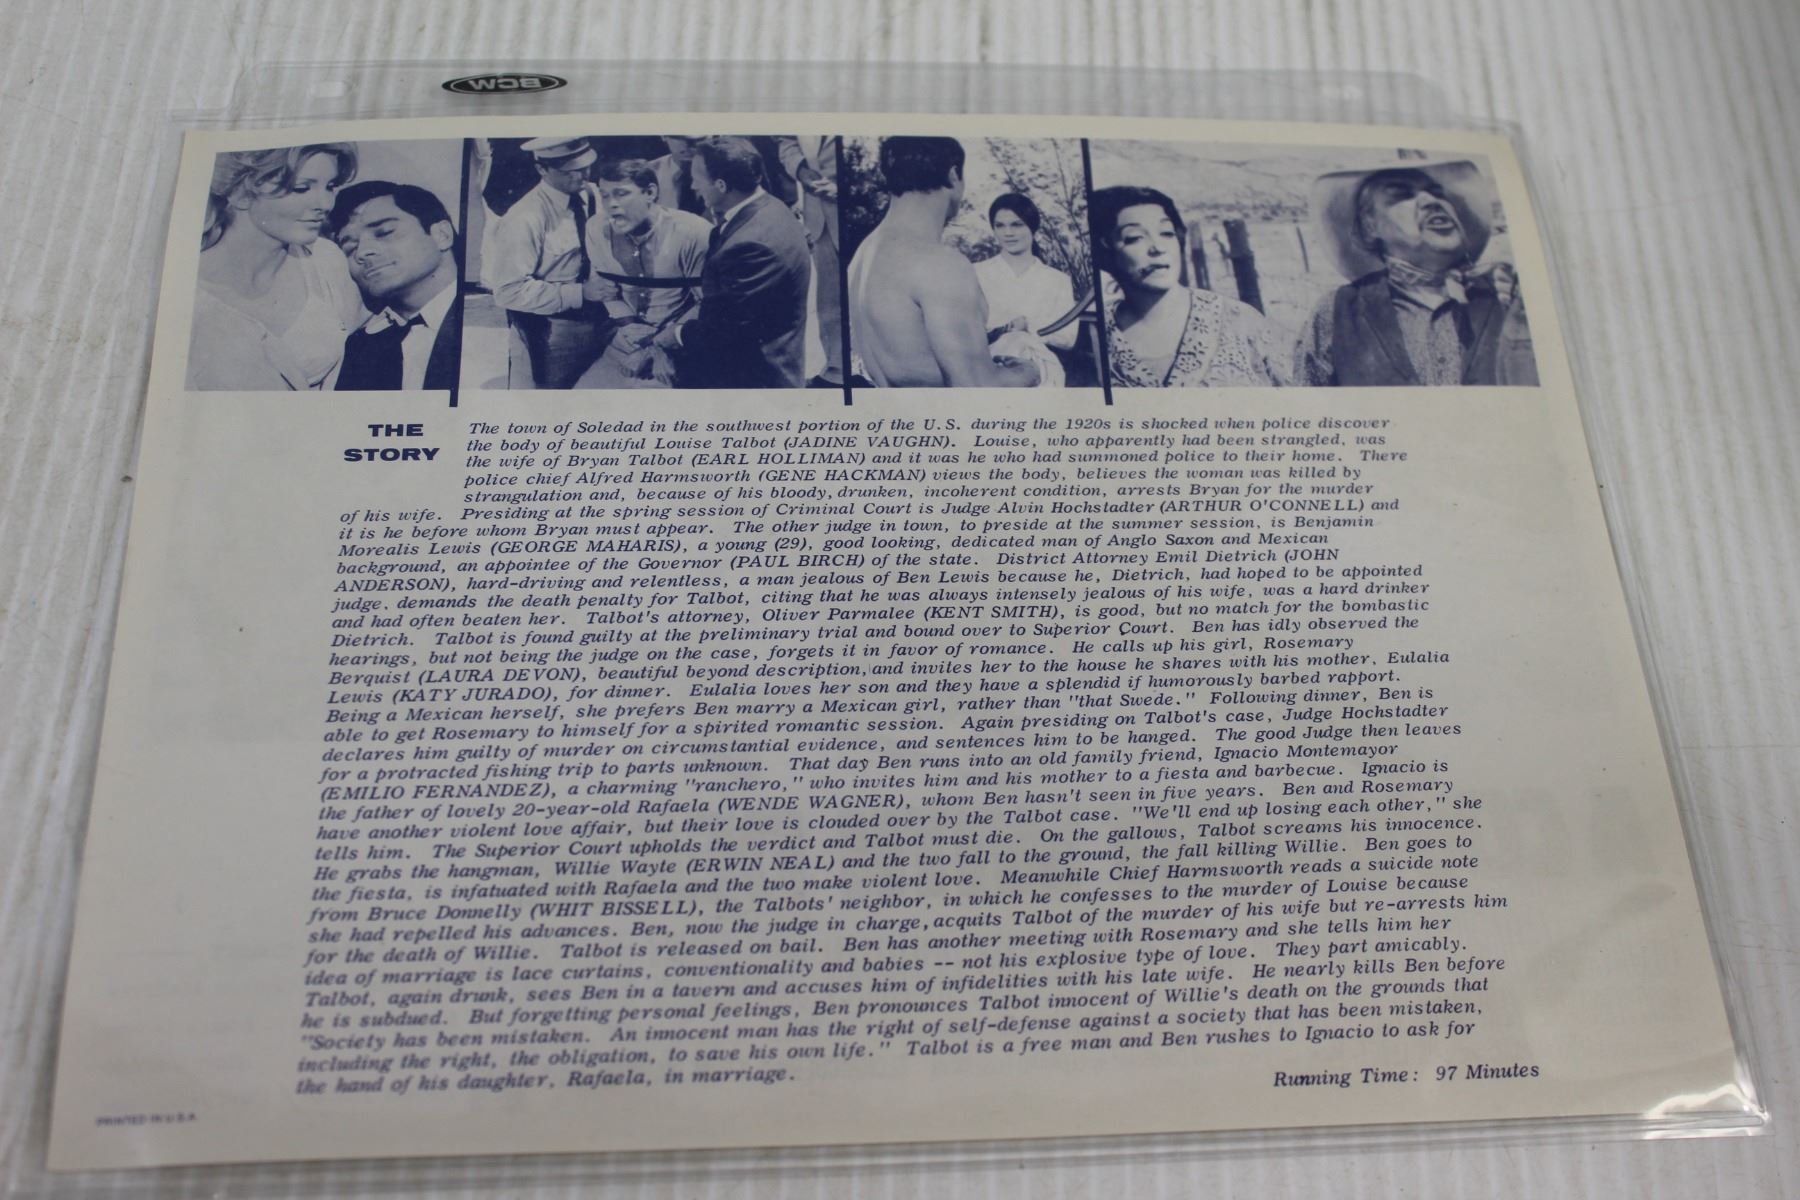 BCW
THE STORY
The town of Soledad in the southwest portion of the U.S. during the 1920s is shocked when police discover
the body of beautiful Louise Talbot (JADINE VAUGHN). Louise, who apparently had been strangled, was
the wife of Bryan Talbot (EARL HOLLIMAN) and it was he who had summoned police to their home. There
police chief Alfred Harmsworth (GENE HACKMAN) views the body, believes the woman was killed by
strangulation and, because of his bloody, drunken, incoherent condition, arrests Bryan for the murder
of his wife. Presiding at the spring session of Criminal Court is Judge Alvin Hochstadter (ARTHUR O'CONNELL) and
it is he before whom Bryan must appear. The other judge in town, to preside at the summer session, is Benjamin
Morealis Lewis (GEORGE MAHARIS), a young (29), good looking, dedicated man of Anglo Saxon and Mexican
background, an appointee of the Governor (PAUL BIRCH) of the state. District Attorney Emil Dietrich (JOHN
ANDERSON), hard-driving and relentless, a man jealous of Ben Lewis because he, Dietrich, had hoped to be appointed
judge, demands the death penalty for Talbot, citing that he was always intensely jealous of his wife, was a hard drinker
and had often beaten her. Talbot's attorney, Oliver Parmalee (KENT SMITH), is good, but no match for the bombastic
Dietrich. Talbot is found guilty at the preliminary trial and bound over to Superior Court. Ben has idly observed the
hearings, but not being the judge on the case, forgets it in favor of romance. He calls up his girl, Rosemary
Berquist (LAURA DEVON), beautiful beyond description, and invites her to the house he shares with his mother, Eulalia
Lewis (KATY JURADO), for dinner. Eulalia loves her son and they have a splendid if humorously barbed rapport.
Being a Mexican herself, she prefers Ben marry a Mexican girl, rather than "that Swede." Following dinner, Ben is
able to get Rosemary to himself for a spirited romantic session. Again presiding on Talbot's case, Judge Hochstadter
declares him guilty of murder on circumstantial evidence, and sentences him to be hanged. The good Judge then leaves
for a protracted fishing trip to parts unknown. That day Ben runs into an old family friend, Ignacio Montemayor
(EMILIO FERNANDEZ), a charming "ranchero," who invites him and his mother to a fiesta and barbecue. Ignacio is
the father of lovely 20-year-old Rafaela (WENDE WAGNER), whom Ben hasn't seen in five years. Ben and Rosemary
have another violent love affair, but their love is clouded over by the Talbot case. "We'll end up losing each other," she
tells him. The Superior Court upholds the verdict and Talbot must die. On the gallows, Talbot screams his innocence.
He grabs the hangman, Willie Wayte (ERWIN NEAL) and the two fall to the ground, the fall killing Willie. Ben goes to
the fiesta, is infatuated with Rafaela and the two make violent love. Meanwhile Chief Harmsworth reads a suicide note
from Bruce Donnelly (WHIT BISSELL), the Talbots' neighbor, in which he confesses to the murder of Louise because
she had repelled his advances. Ben, now the judge in charge, acquits Talbot of the murder of his wife but re-arrests him
for the death of Willie. Talbot is released on bail. Ben has another meeting with Rosemary and she tells him her
idea of marriage is lace curtains, conventionality and babies -- not his explosive type of love. They part amicably.
Talbot, again drunk, sees Ben in a tavern and accuses him of infidelities with his late wife. He nearly kills Ben before
he is subdued. But forgetting personal feelings, Ben pronounces Talbot innocent of Willie's death on the grounds that
"Society has been mistaken. An innocent man has the right of self-defense against a society that has been mistaken,
including the right, the obligation, to save his own life." Talbot is a free man and Ben rushes to Ignacio to ask for
the hand of his daughter, Rafaela, in marriage.
Running Time: 97 Minutes
PRINTED IN U.S.A.